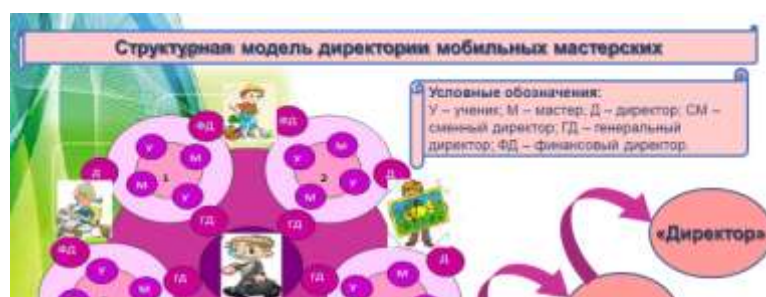 Структурная модель директории мобильных мастерских
Условные обозначения:
У – ученик; М – мастер; Д – директор; СМ –
сменный директор; ГД – генеральный
директор; ФД – финансовый директор.
ФД
ФД
У
М
М
У
1
М
У
У
М
2
Д
Д
ГД
ГД
«Директор»
ФД
Д
У
М
ГД
ГД
У
М